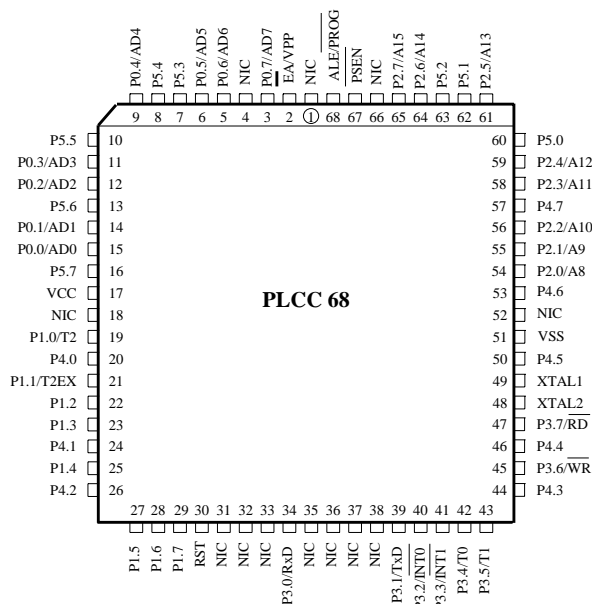 P0.4/AD4
P5.4
P5.3
P0.5/AD5
P0.6/AD6
NIC
P0.7/AD7
EA/VPP
NIC
ALE/PROG
PSEN
NIC
P2.7/A15
P2.6/A14
P5.2
P5.1
P2.5/A13
9 8 7 6 5 4 3 2 1 68 67 66 65 64 63 62 61
P5.5 10 60 P5.0
P0.3/AD3 11 59 P2.4/A12
P0.2/AD2 12 58 P2.3/A11
P5.6 13 57 P4.7
P0.1/AD1 14 56 P2.2/A10
P0.0/AD0 15 55 P2.1/A9
P5.7 16 54 P2.0/A8
VCC 17 PLCC 68 53 P4.6
NIC 18 52 NIC
P1.0/T2 19 51 VSS
P4.0 20 50 P4.5
P1.1/T2EX 21 49 XTAL1
P1.2 22 48 XTAL2
P1.3 23 47 P3.7/RD
P4.1 24 46 P4.4
P1.4 25 45 P3.6/WR
P4.2 26 44 P4.3
27 28 29 30 31 32 33 34 35 36 37 38 39 40 41 42 43
P1.5
P1.6
P1.7
RST
NIC
NIC
NIC
P3.0/RxD
NIC
NIC
NIC
NIC
P3.1/TxD
P3.2/INT0
P3.3/INT1
P3.4/T0
P3.5/T1